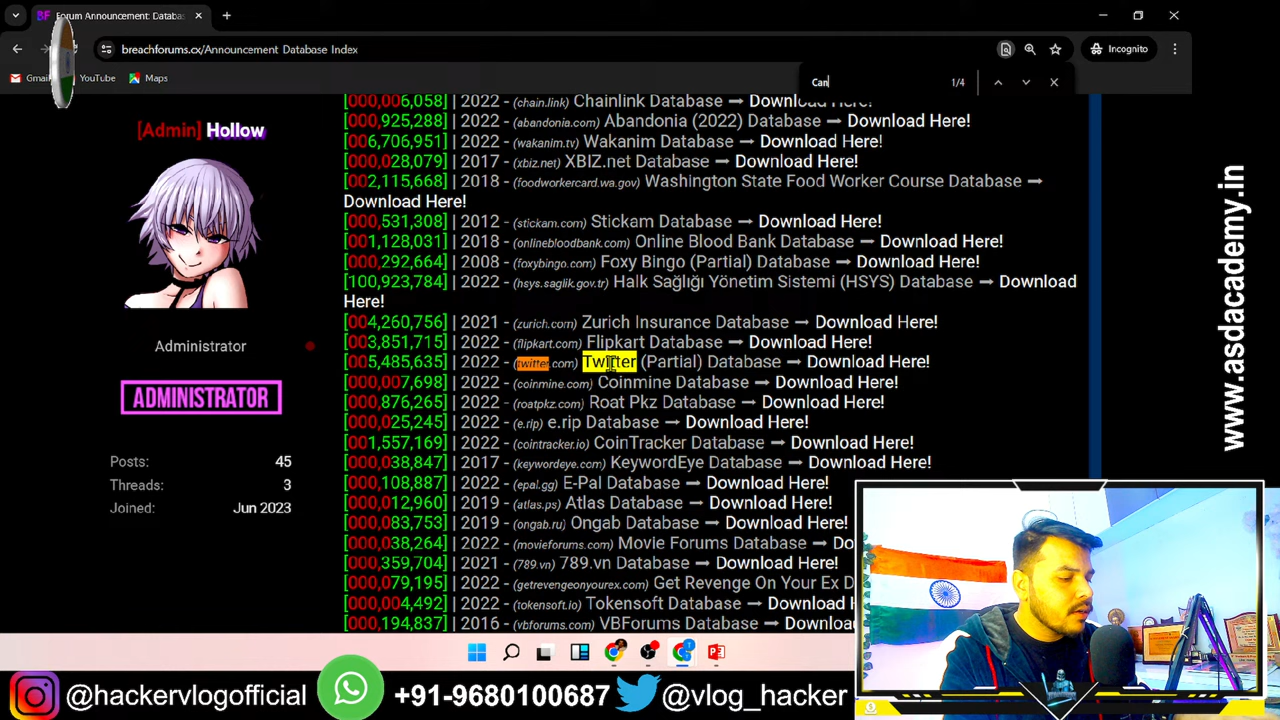 Forum Announcement: Databas
breachforums.cx/Announcement Database Index
Incognito
Gmai
YouTube
Maps
Can
1/4
[Admin] Hollow
Administrator
ADMINISTRATOR
Posts: 45
Threads: 3
Joined: Jun 2023
[000,006,058] | 2022 - (chain.link) Chainlink Database ➞ Download Here!
[000,925,288] | 2022 - (abandonia.com) Abandonia (2022) Database ➞ Download Here!
[006,706,951] | 2022 - (wakanim.tv) Wakanim Database ➞ Download Here!
[000,028,079] | 2017 - (xbiz.net) XBIZ.net Database ➞ Download Here!
[002,115,668] | 2018 - (foodworkercard.wa.gov) Washington State Food Worker Course Database ➞
Download Here!
[000,531,308] | 2012 - (stickam.com) Stickam Database ➞ Download Here!
[001,128,031] | 2018 - (onlinebloodbank.com) Online Blood Bank Database ➞ Download Here!
[000,292,664] | 2008 - (foxybingo.com) Foxy Bingo (Partial) Database ➞ Download Here!
[100,923,784] | 2022 - (hsys.saglik.gov.tr) Halk Sağlığı Yönetim Sistemi (HSYS) Database ➞ Download
Here!
[004,260,756] | 2021 - (zurich.com) Zurich Insurance Database ➞ Download Here!
[003,851,715] | 2022 - (flipkart.com) Flipkart Database ➞ Download Here!
[005,485,635] | 2022 - (twitter.com) Twitter (Partial) Database ➞ Download Here!
[000,007,698] | 2022 - (coinmine.com) Coinmine Database ➞ Download Here!
[000,876,265] | 2022 - (roatpkz.com) Roat Pkz Database ➞ Download Here!
[000,025,245] | 2022 - (e.rip) e.rip Database ➞ Download Here!
[001,557,169] | 2022 - (cointracker.io) CoinTracker Database ➞ Download Here!
[000,038,847] | 2017 - (keywordeye.com) KeywordEye Database ➞ Download Here!
[000,108,887] | 2022 - (epal.gg) E-Pal Database ➞ Download Here!
[000,012,960] | 2019 - (atlas.ps) Atlas Database ➞ Download Here!
[000,083,753] | 2019 - (ongab.ru) Ongab Database ➞ Download Here!
[000,038,264] | 2022 - (movieforums.com) Movie Forums Database ➞ Do
[000,359,704] | 2021 - (789.vn) 789.vn Database ➞ Download Here!
[000,079,195] | 2022 - (getrevengeonyourex.com) Get Revenge On Your Ex D
[000,004,492] | 2022 - (tokensoft.io) Tokensoft Database ➞ Download H
[000,194,837] | 2016 - (vbforums.com) VBForums Database ➞ Downloa
www.asdacademy.in
@hackervlogofficial
+91-9680100687
@vlog_hacker